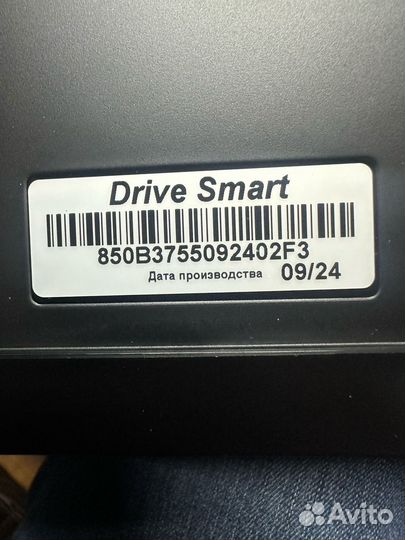 Drive Smart
850B3755092402F3
Дата производства 09/24
Avito